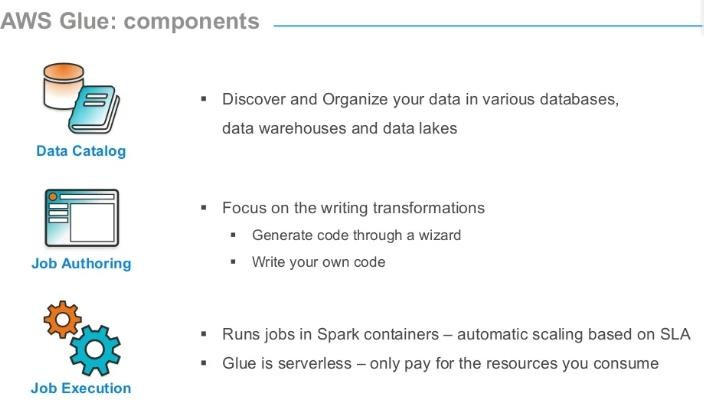 AWS Glue: components
Data Catalog
▪ Discover and Organize your data in various databases,
data warehouses and data lakes
Job Authoring
▪ Focus on the writing transformations
▪ Generate code through a wizard
▪ Write your own code
Job Execution
▪ Runs jobs in Spark containers – automatic scaling based on SLA
▪ Glue is serverless – only pay for the resources you consume